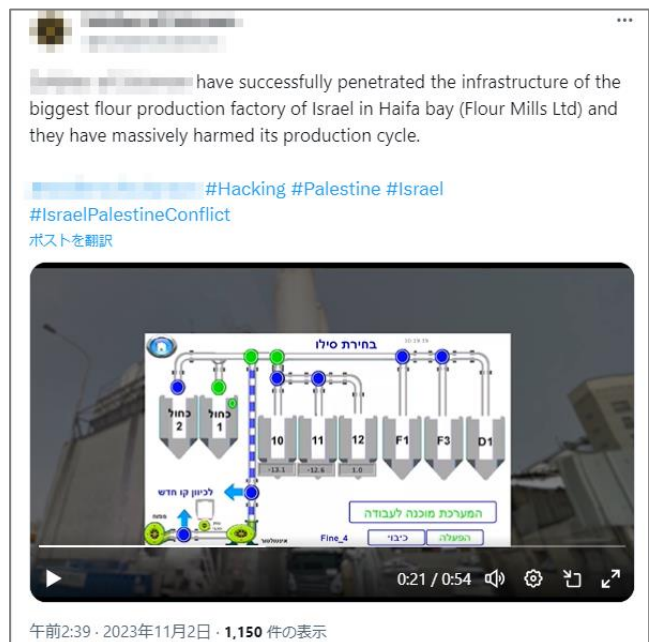 have successfully penetrated the infrastructure of the
biggest flour production factory of Israel in Haifa bay (Flour Mills Ltd) and
they have massively harmed its production cycle.
#Hacking #Palestine #Israel
#IsraelPalestineConflict
ポストを翻訳
בחירת סילו
10:19:19
כחול 2
כחול 1
10 11 12 F1 F3 D1
-13.1 -12.6 1.0
לכיוון קו חדש
המערכת מוכנה לעבודה
Fine_4 כיבוי הפעלה
0:21 / 0:54
午前2:39 · 2023年11月2日 · 1,150 件の表示